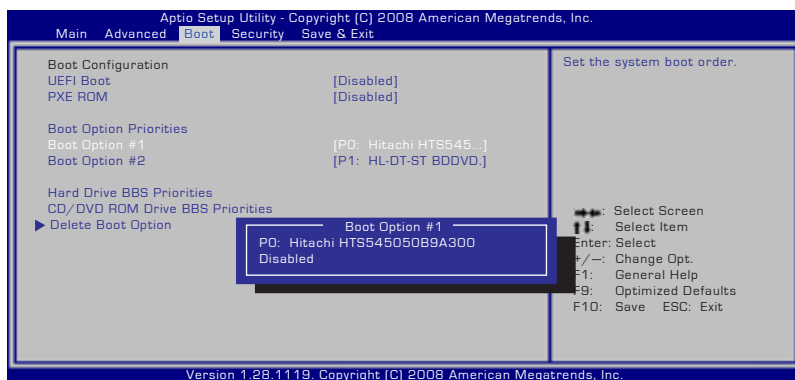 Aptio Setup Utility - Copyright (C) 2008 American Megatrends, Inc.
Main Advanced Boot Security Save & Exit
Boot Configuration
UEFI Boot [Disabled]
PXE ROM [Disabled]
Boot Option Priorities
Boot Option #1 [P0: Hitachi HTS545...]
Boot Option #2 [P1: HL-DT-ST BDDVD.]
Hard Drive BBS Priorities
CD/DVD ROM Drive BBS Priorities
Delete Boot Option
Boot Option #1
P0: Hitachi HTS545050B9A300
Disabled
Set the system boot order.
: Select Screen
: Select Item
Enter: Select
+/—: Change Opt.
F1: General Help
F9: Optimized Defaults
F10: Save ESC: Exit
Version 1.28.1119. Copyright (C) 2008 American Megatrends, Inc.